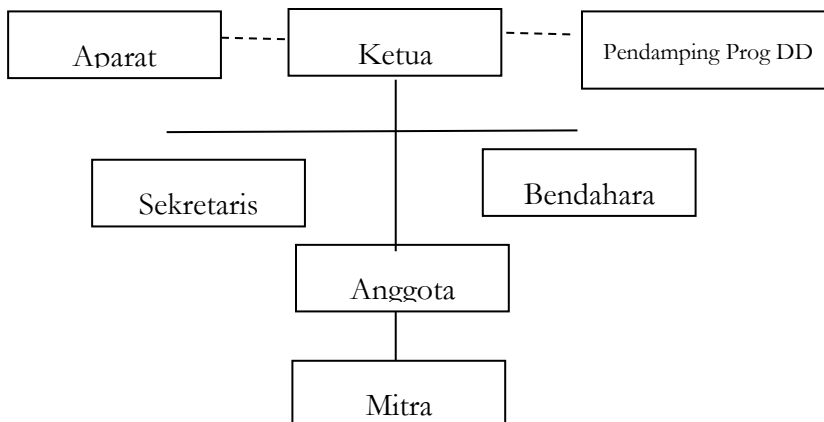 Aparat
Ketua
Pendamping Prog DD
Sekretaris
Bendahara
Anggota
Mitra